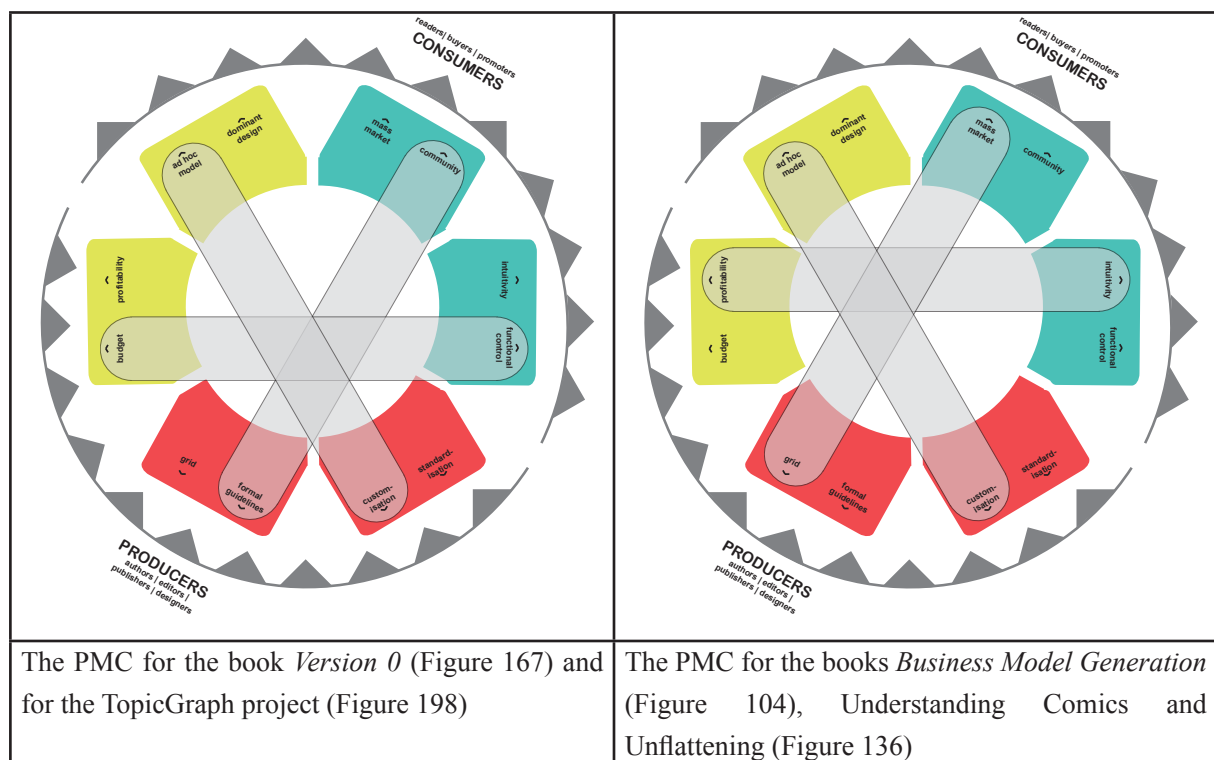 readers| buyers | promoters
CONSUMERS
dominant
design
ad hoc
model
mass
market
community
profitability
budget
intuitivity
functional
control
grid
formal
guidelines
custom-
isation
standard-
isation
PRODUCERS
authors | editors |
publishers | designers
The PMC for the book Version 0 (Figure 167) and
for the TopicGraph project (Figure 198)
readers| buyers | promoters
CONSUMERS
dominant
design
ad hoc
model
mass
market
community
profitability
budget
intuitivity
functional
control
grid
formal
guidelines
custom-
isation
standard-
isation
PRODUCERS
authors | editors |
publishers | designers
The PMC for the books Business Model Generation
(Figure 104), Understanding Comics and
Unflattening (Figure 136)